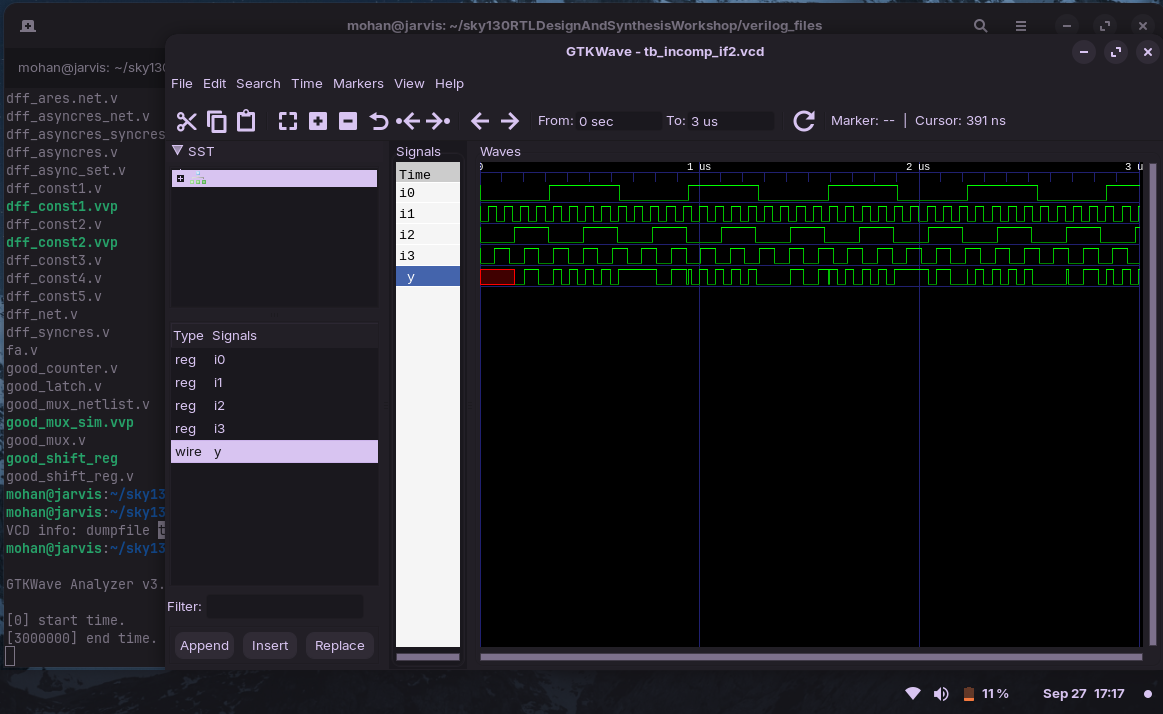 mohan@jarvis: ~/sky130RTLDesignAndSynthesisWorkshop/verilog_files
GTKWave - tb_incomp_if2.vcd
mohan@jarvis: ~/sky130
File Edit Search Time Markers View Help
From: 0 sec To: 3 us Marker: -- | Cursor: 391 ns
dff_ares.net.v
dff_asyncres_net.v
dff_asyncres_syncres
dff_asyncres.v
dff_async_set.v
dff_const1.v
dff_const1.vvp
dff_const2.v
dff_const2.vvp
dff_const3.v
dff_const4.v
dff_const5.v
dff_net.v
dff_syncres.v
fa.v
good_counter.v
good_latch.v
good_mux_netlist.v
good_mux_sim.vvp
good_mux.v
good_shift_reg
good_shift_reg.v
mohan@jarvis:~/sky13
mohan@jarvis:~/sky13
VCD info: dumpfile t
mohan@jarvis:~/sky13
GTKWave Analyzer v3.
[0] start time.
[3000000] end time.
SST
Type Signals
reg i0
reg i1
reg i2
reg i3
wire y
Filter:
Append Insert Replace
Signals
Time
i0
i1
i2
i3
y
Waves
0 1 us 2 us 3 u
11 % Sep 27 17:17